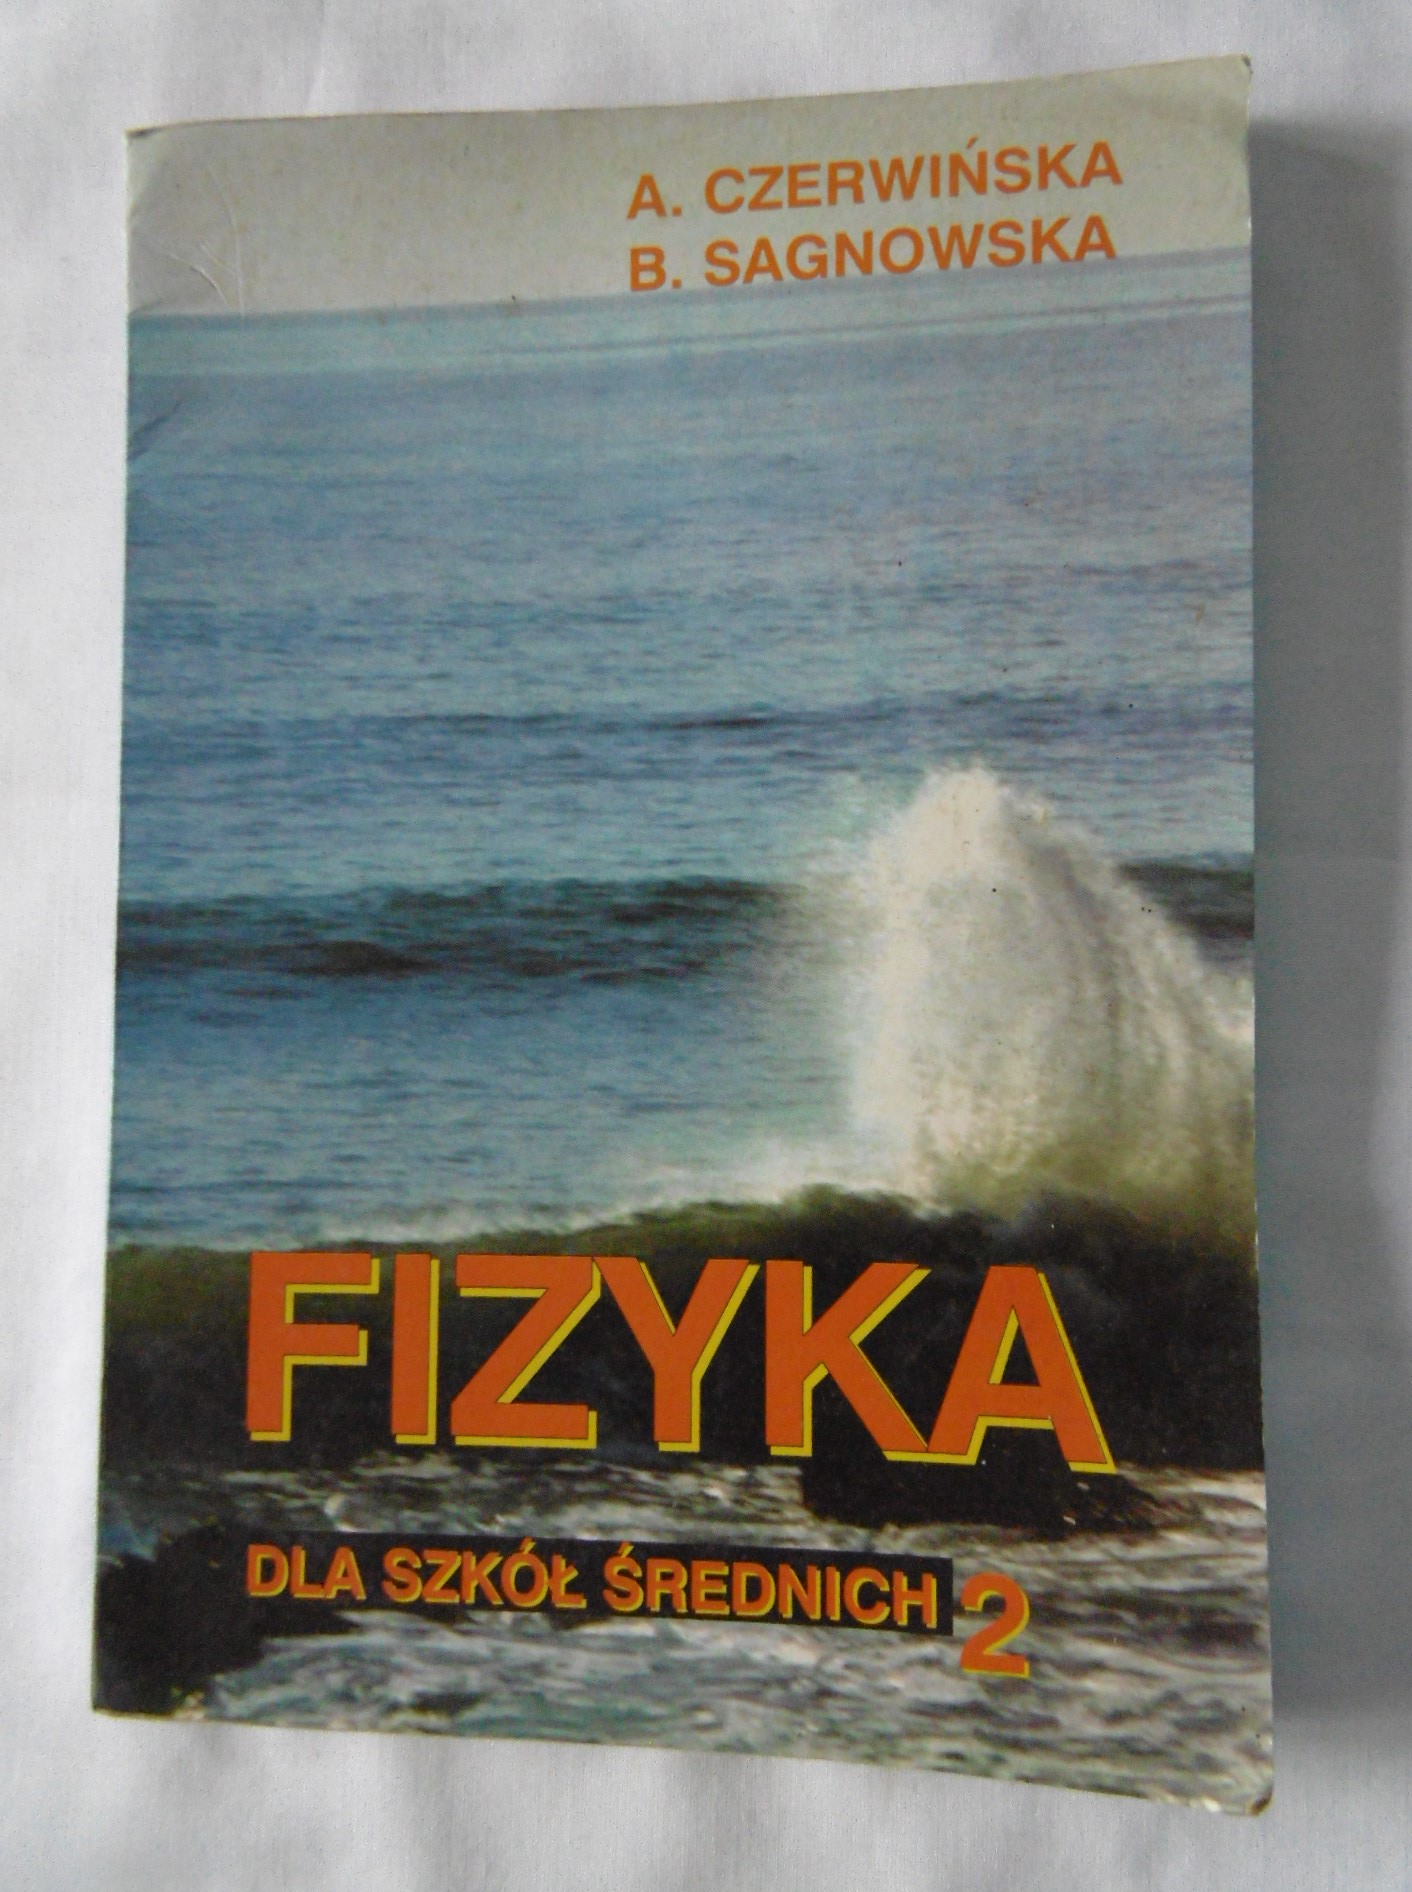 A. CZERWIŃSKA
B. SAGNOWSKA
FIZYKA
DLA SZKÓŁ ŚREDNICH 2